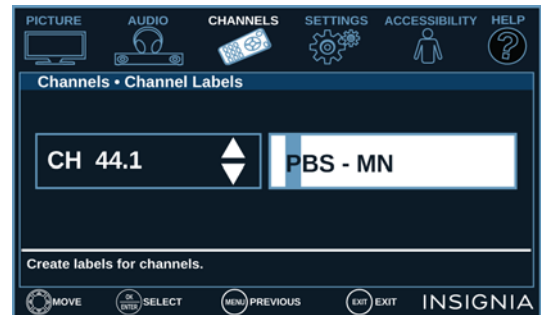 PICTURE AUDIO CHANNELS SETTINGS ACCESSIBILITY HELP
?
Channels • Channel Labels
CH 44.1 PBS - MN
Create labels for channels.
MOVE OK ENTER SELECT MENU PREVIOUS EXIT EXIT INSIGNIA